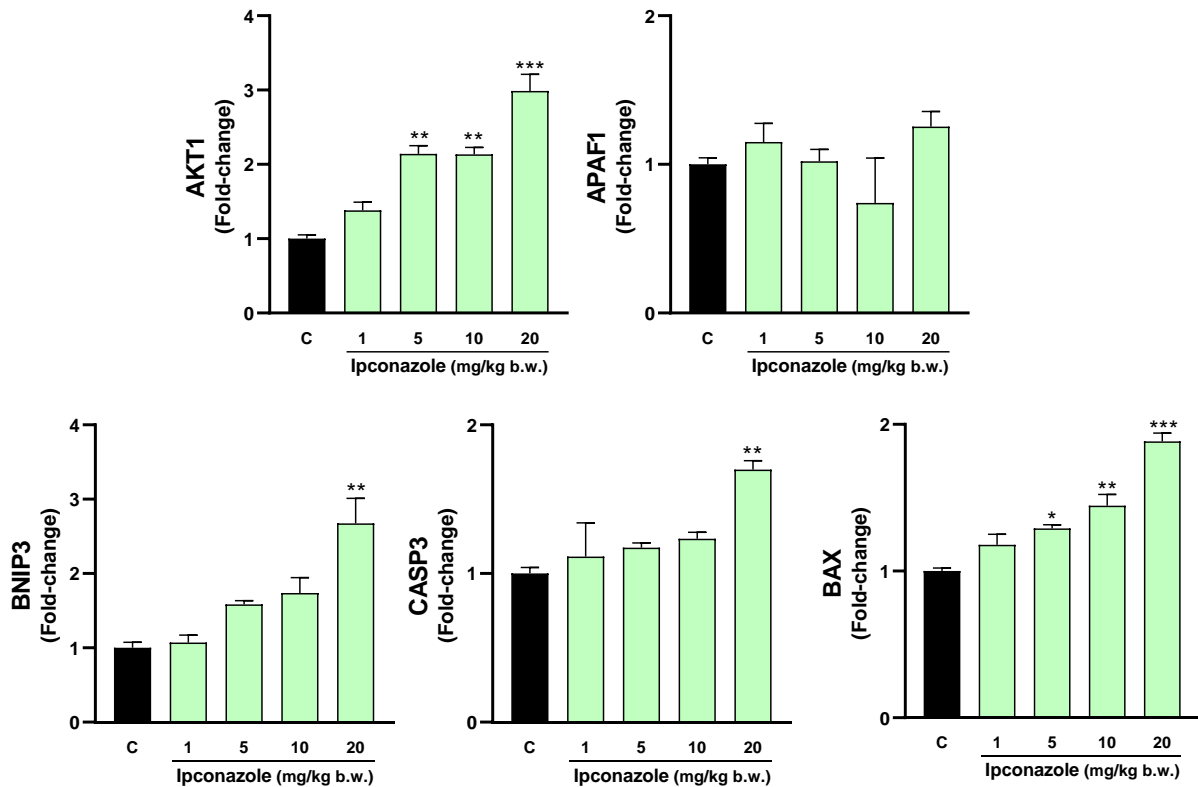 AKT1
(Fold-change)
4
3
2
1
0
**
**
***
C 1 5 10 20
Ipconazole (mg/kg b.w.)
APAF1
(Fold-change)
2
1
0
C 1 5 10 20
Ipconazole (mg/kg b.w.)
BNIP3
(Fold-change)
4
3
2
1
0
**
C 1 5 10 20
Ipconazole (mg/kg b.w.)
CASP3
(Fold-change)
2
1
0
**
C 1 5 10 20
Ipconazole (mg/kg b.w.)
BAX
(Fold-change)
2
1
0
*
**
***
C 1 5 10 20
Ipconazole (mg/kg b.w.)